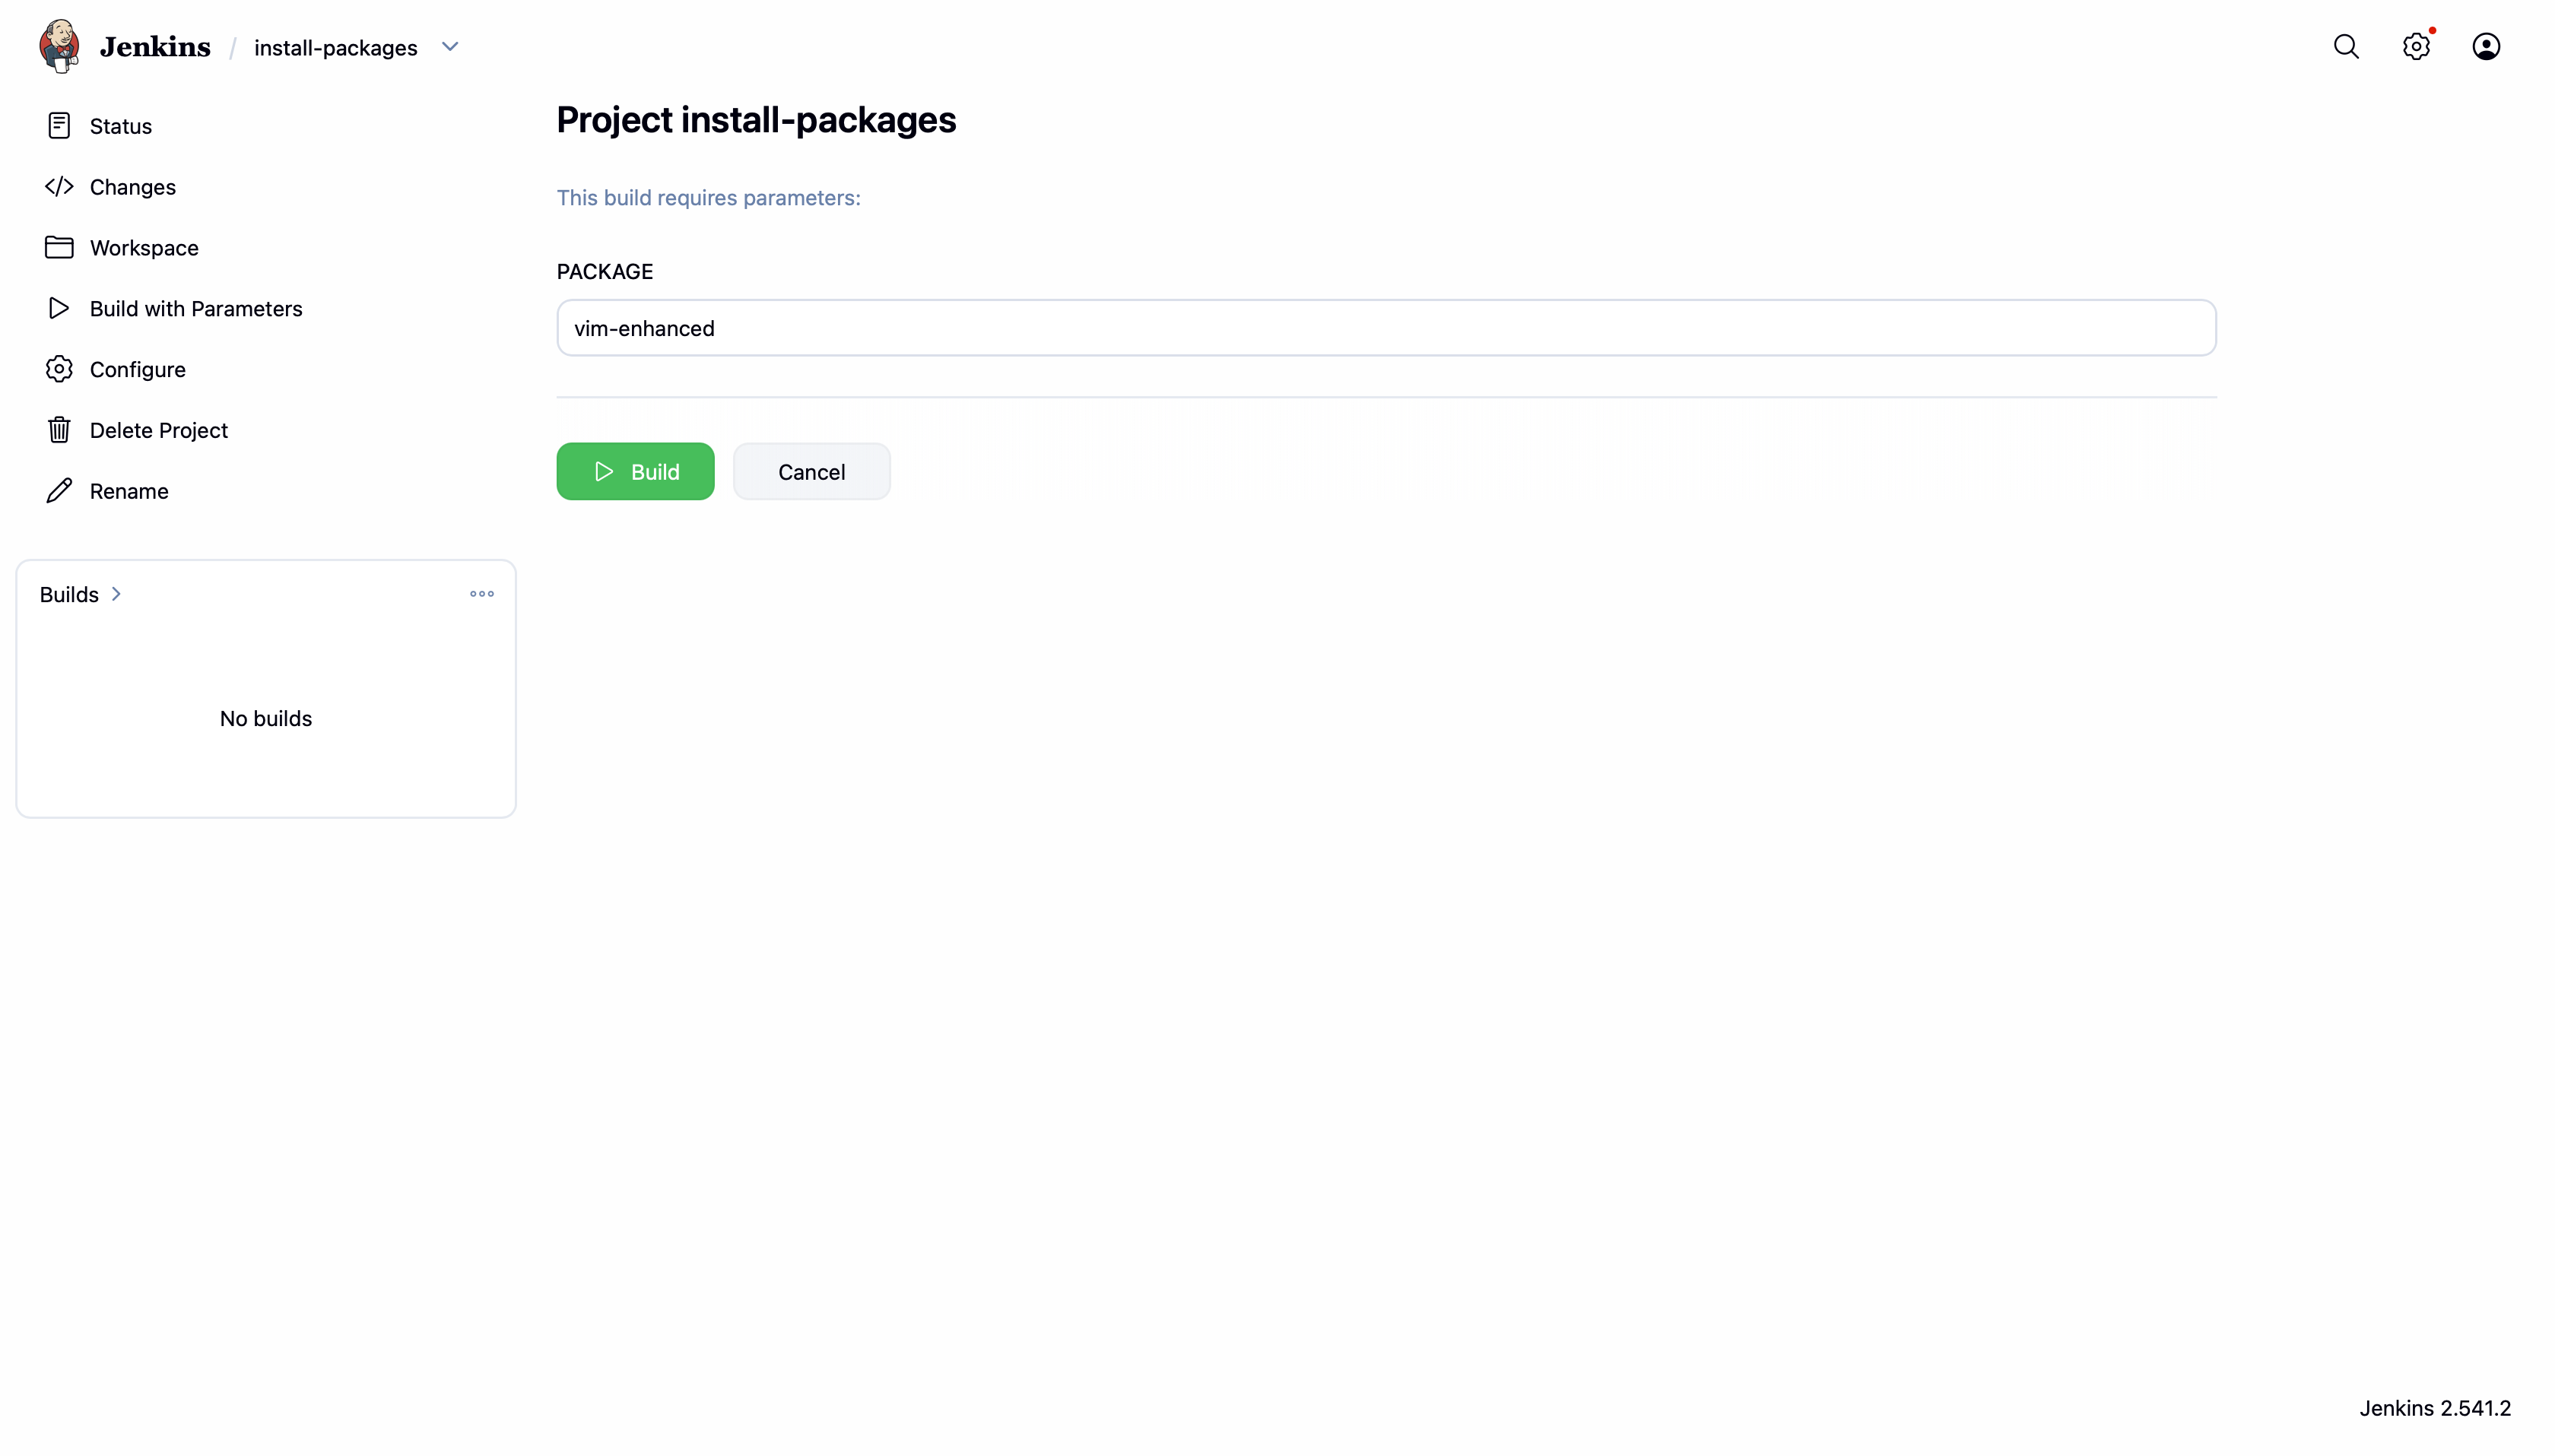 Jenkins / install-packages
Status
Changes
Workspace
Build with Parameters
Configure
Delete Project
Rename
Builds
No builds
Project install-packages
This build requires parameters:
PACKAGE
vim-enhanced
Build
Cancel
Jenkins 2.541.2